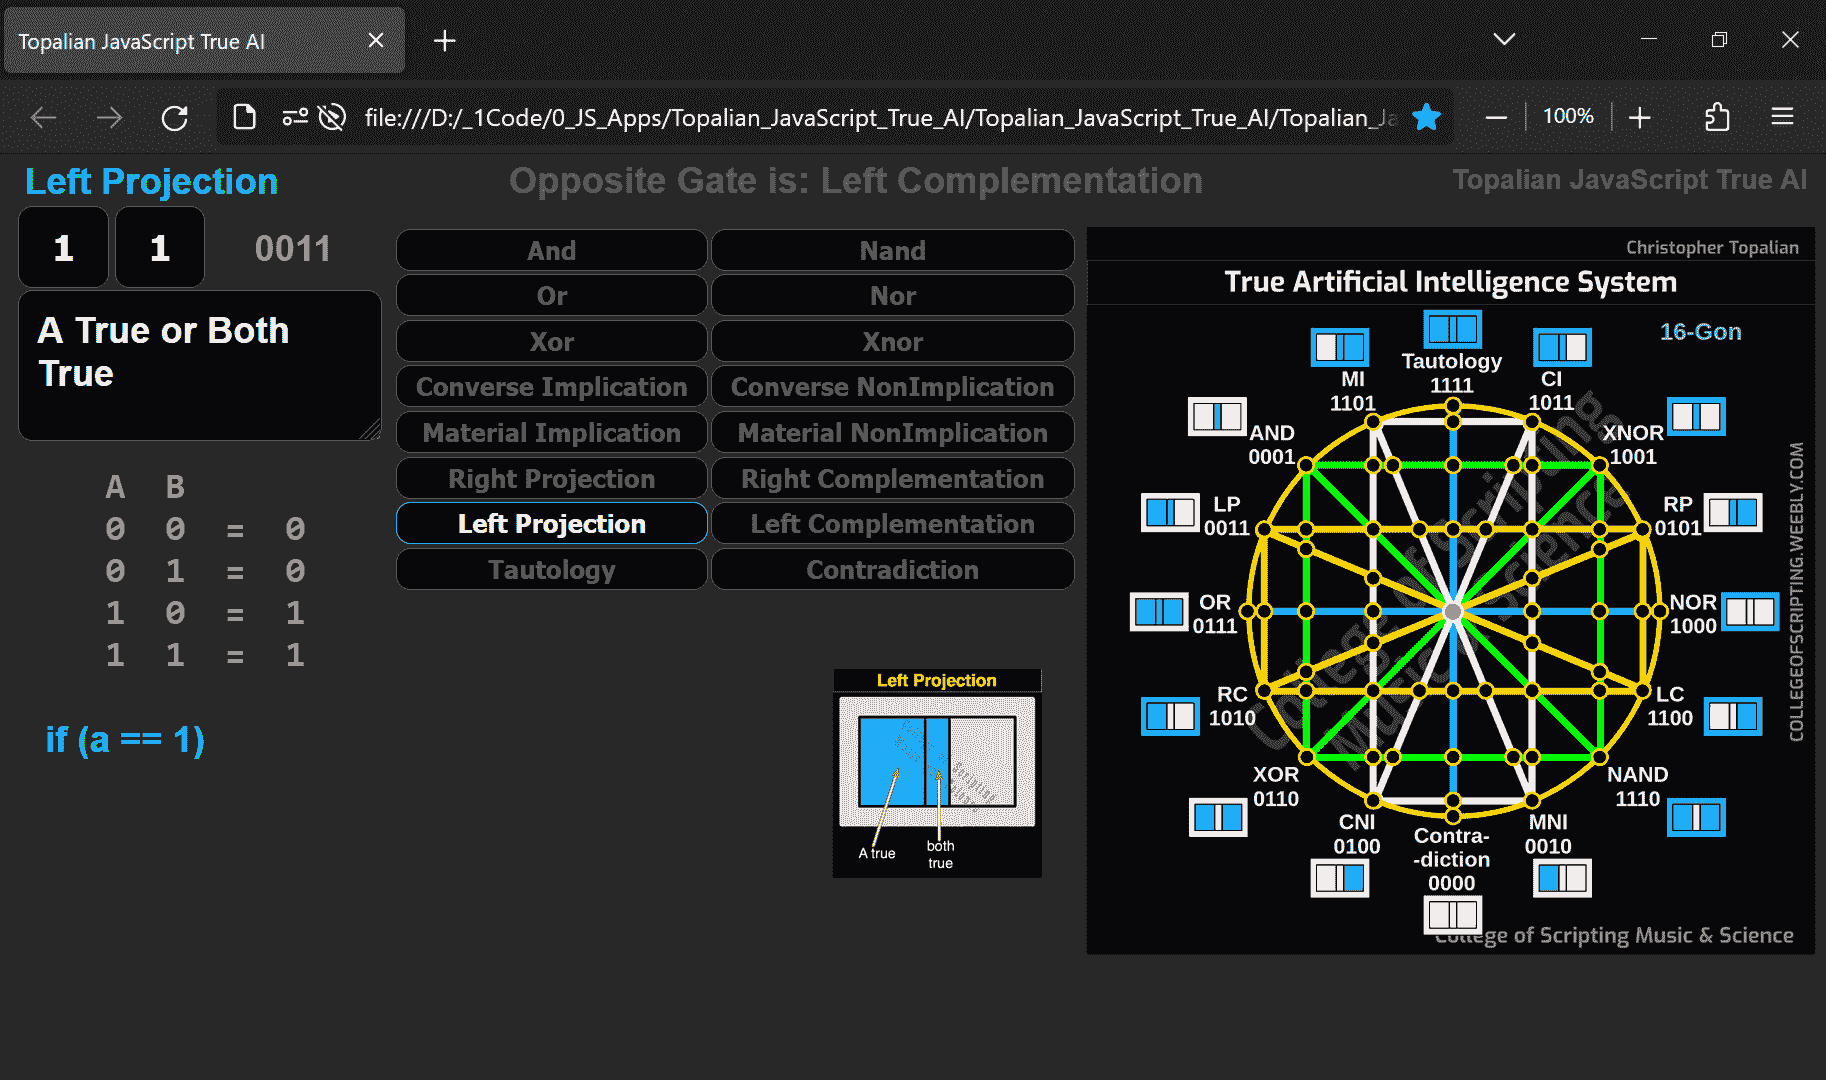 Topalian JavaScript True AI
file:///D:/_1Code/0_JS_Apps/Topalian_JavaScript_True_AI/Topalian_JavaScript_True_AI/Topalian_Ja
100%
Left Projection
Opposite Gate is: Left Complementation
Topalian JavaScript True AI
1 1 0011
A True or Both
True
A B
0 0 = 0
0 1 = 0
1 0 = 1
1 1 = 1
if (a == 1)
And Nand
Or Nor
Xor Xnor
Converse Implication Converse NonImplication
Material Implication Material NonImplication
Right Projection Right Complementation
Left Projection Left Complementation
Tautology Contradiction
Left Projection
A true
both
true
Christopher Topalian
True Artificial Intelligence System
16-Gon
Tautology
1111
MI
1101
CI
1011
AND
0001
XNOR
1001
LP
0011
RP
0101
OR
0111
NOR
1000
RC
1010
LC
1100
XOR
0110
NAND
1110
CNI
0100
MNI
0010
Contra-
-diction
0000
College of Scripting
Music & Science
COLLEGEOFSCRIPTING.WEEBLY.COM
College of Scripting Music & Science